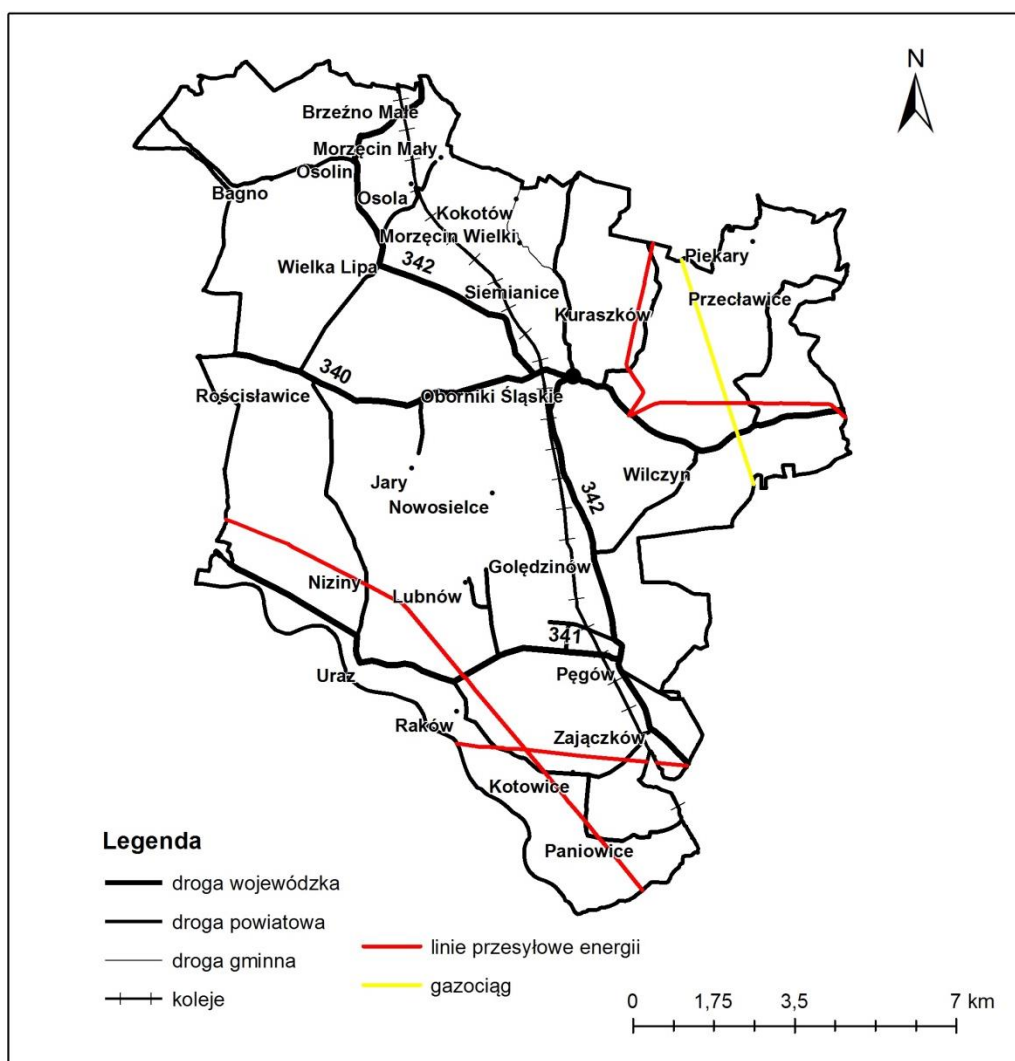 N
Brzeźno Małe
Morzęcin Mały
Osolin
Bagno
Osola
Kokotów
Morzęcin Wielki
Wielka Lipa
342
Piekary
Siemianice
Przecławice
Kuraszków
340
Rościsławice
Oborniki Śląskie
Wilczyn
Jary
342
Nowosielce
Golędzinów
Niziny
Lubnów
341
Uraz
Pęgów
Raków
Zajączków
Kotowice
Paniowice
Legenda
droga wojewódzka
droga powiatowa
droga gminna
koleje
linie przesyłowe energii
gazociąg
0 1,75 3,5 7 km